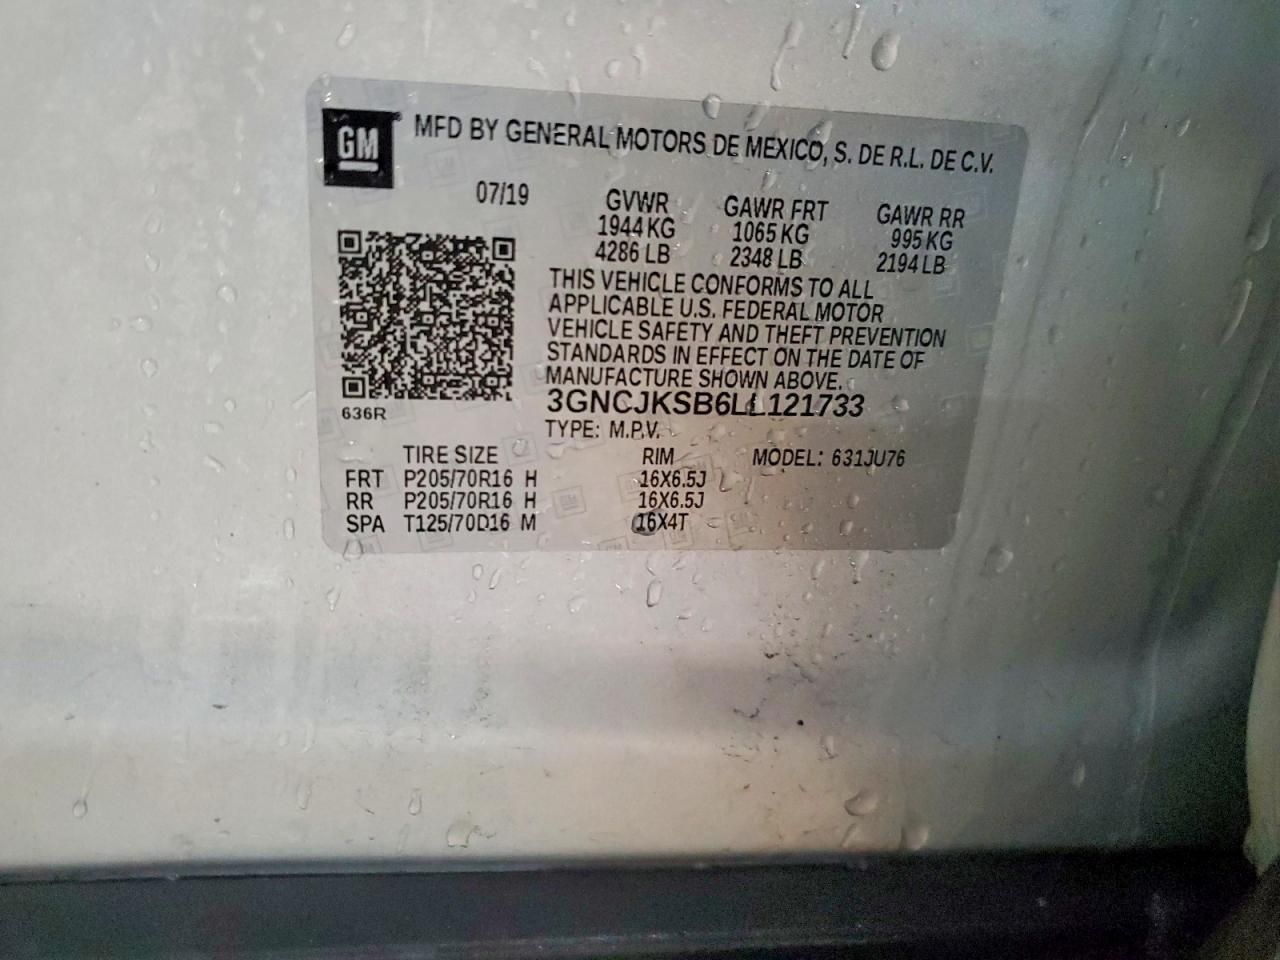 GM MFD BY GENERAL MOTORS DE MEXICO, S. DE R.L. DE C.V.
07/19 GVWR GAWR FRT GAWR RR
1944 KG 1065 KG 995 KG
4286 LB 2348 LB 2194 LB
THIS VEHICLE CONFORMS TO ALL
APPLICABLE U.S. FEDERAL MOTOR
VEHICLE SAFETY AND THEFT PREVENTION
STANDARDS IN EFFECT ON THE DATE OF
MANUFACTURE SHOWN ABOVE.
636R 3GNCJKSB6LL121733
TYPE: M.P.V.
TIRE SIZE RIM MODEL: 631JU76
FRT P205/70R16 H 16X6.5J
RR P205/70R16 H 16X6.5J
SPA T125/70D16 M 16X4T